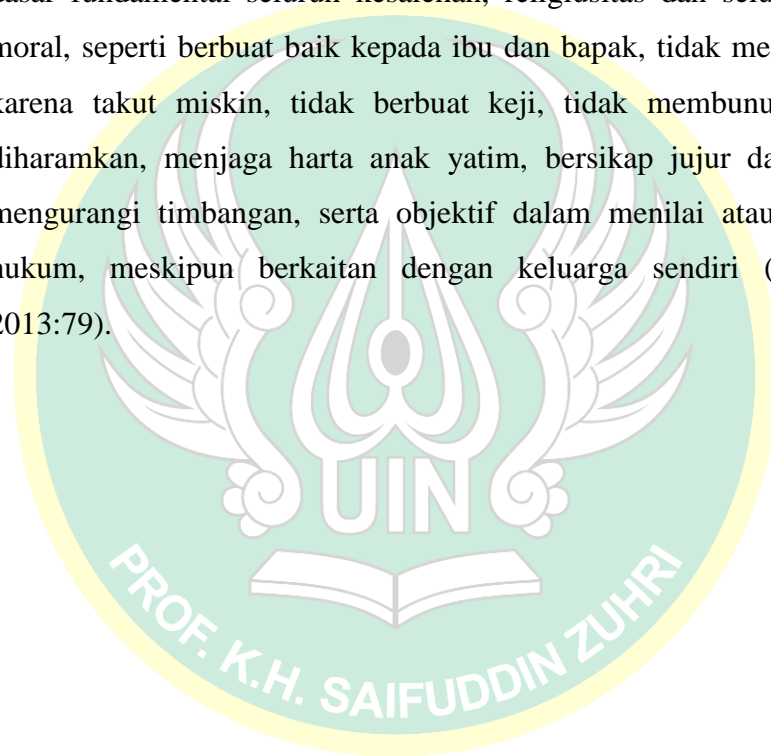 dasar fundamental seluruh kesalehan, religiusitas dan selu
moral, seperti berbuat baik kepada ibu dan bapak, tidak me
karena takut miskin, tidak berbuat keji, tidak membunu
diharamkan, menjaga harta anak yatim, bersikap jujur da
mengurangi timbangan, serta objektif dalam menilai atau
hukum, meskipun berkaitan dengan keluarga sendiri (
2013:79).
UIN
PROF. K.H. SAIFUDDIN ZUHRI